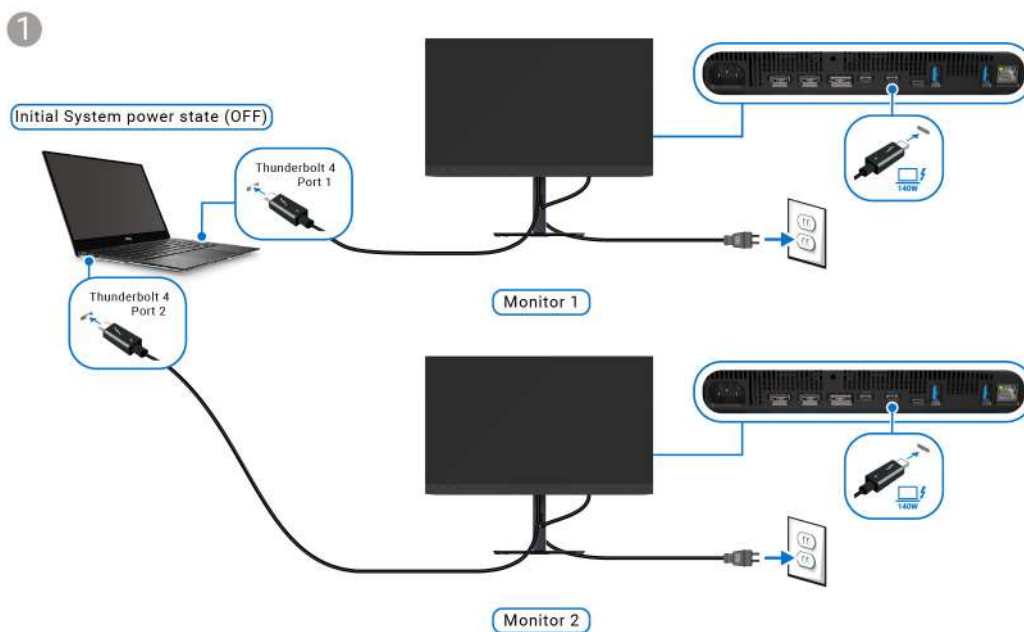 1
Initial System power state (OFF)
Thunderbolt 4
Port 1
140W
Monitor 1
Thunderbolt 4
Port 2
140W
Monitor 2